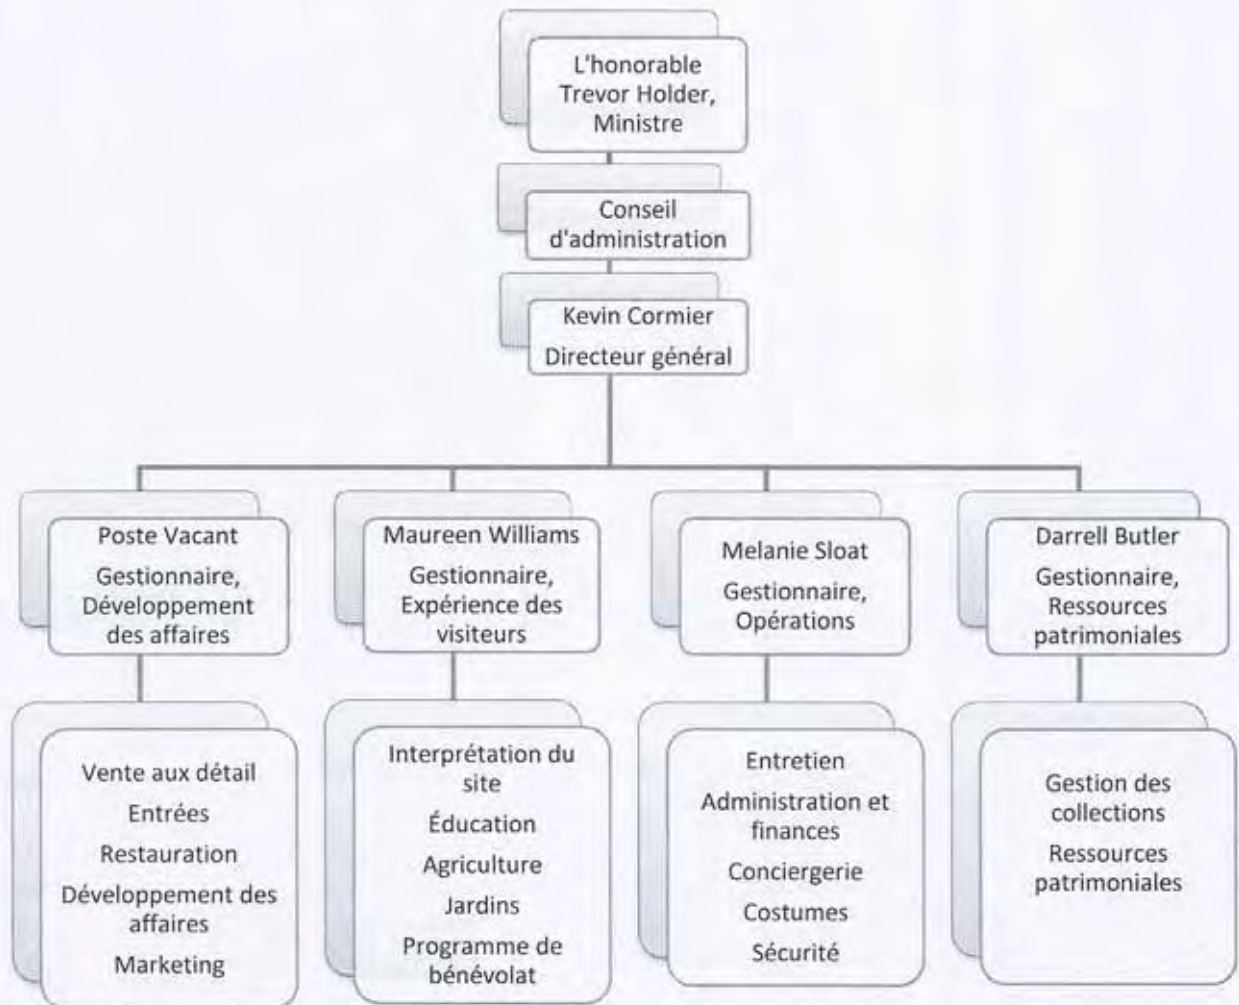 L'honorable
Trevor Holder,
Ministre
Conseil
d'administration
Kevin Cormier
Directeur général
Poste Vacant
Gestionnaire,
Développement
des affaires
Maureen Williams
Gestionnaire,
Expérience des
visiteurs
Melanie Sloat
Gestionnaire,
Opérations
Darrell Butler
Gestionnaire,
Ressources
patrimoniales
Vente aux détail
Entrées
Restauration
Développement des
affaires
Marketing
Interprétation du
site
Éducation
Agriculture
Jardins
Programme de
bénévolat
Entretien
Administration et
finances
Conciergerie
Costumes
Sécurité
Gestion des
collections
Ressources
patrimoniales